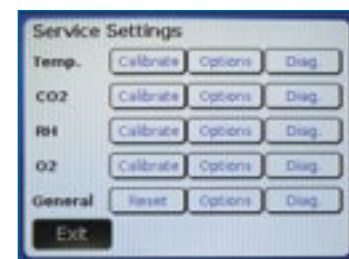 Service Settings
Temp. Calibrate Options Diag.
CO2 Calibrate Options Diag.
RH Calibrate Options Diag.
O2 Calibrate Options Diag.
General Reset Options Diag.
Exit